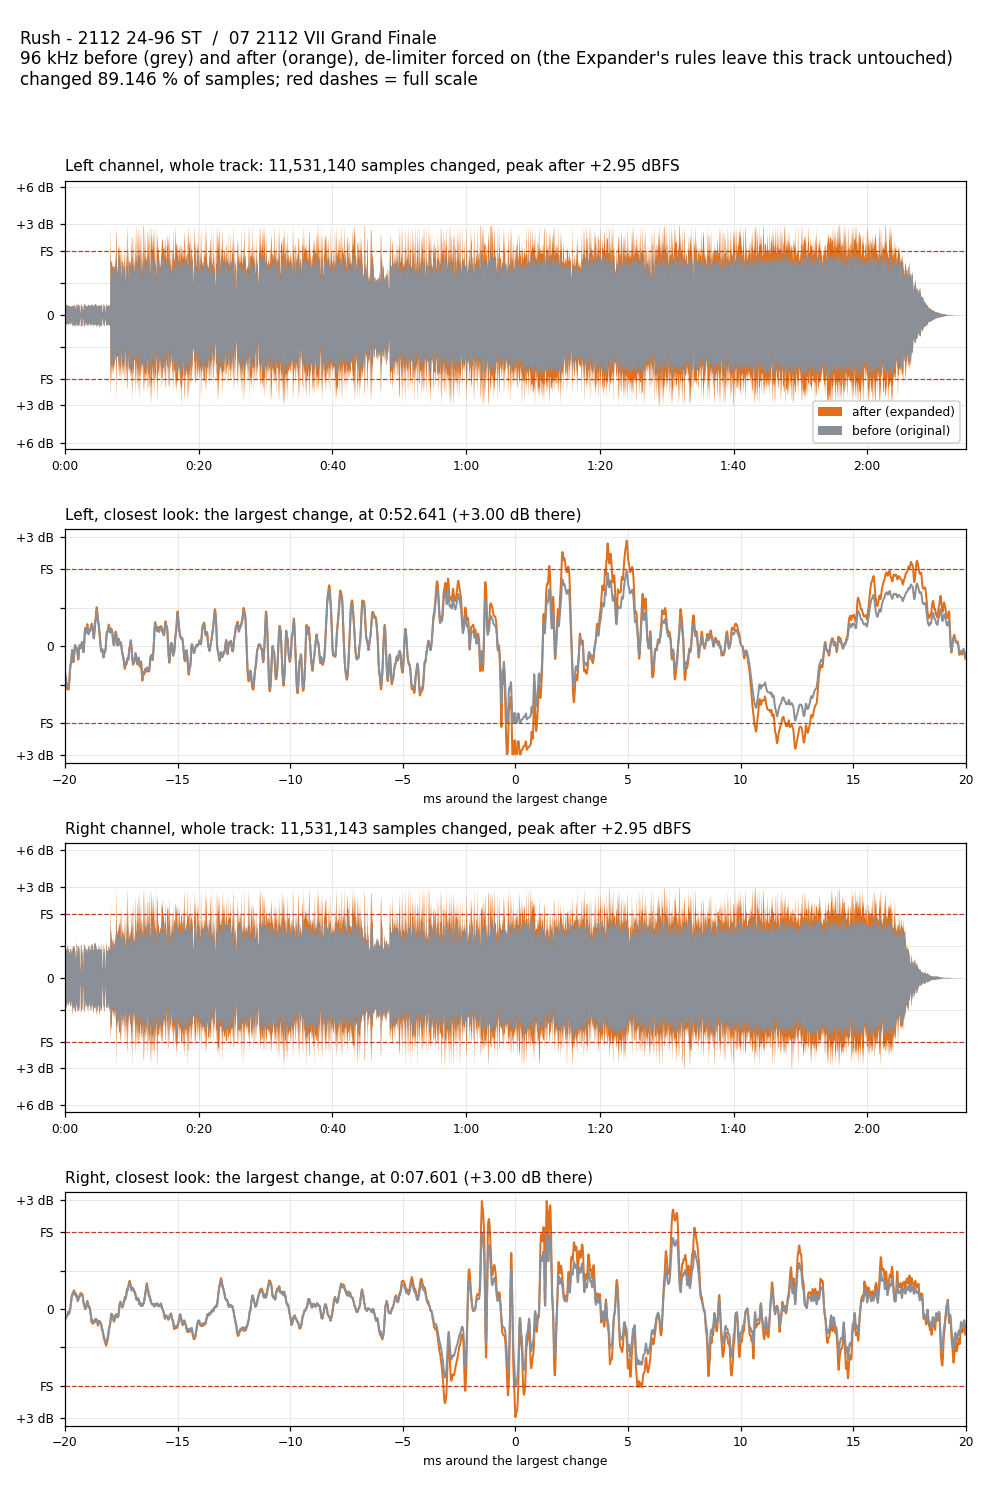 Rush - 2112 24-96 ST  /  07 2112 VII Grand Finale
96 kHz before (grey) and after (orange), de-limiter forced on (the Expander's rules leave this track untouched)
changed 89.146 % of samples; red dashes = full scale
Left channel, whole track: 11,531,140 samples changed, peak after +2.95 dBFS
+6 dB
+3 dB
FS
0
FS
+3 dB
+6 dB
after (expanded)
before (original)
0:00 0:20 0:40 1:00 1:20 1:40 2:00
Left, closest look: the largest change, at 0:52.641 (+3.00 dB there)
+3 dB
FS
0
FS
+3 dB
−20 −15 −10 −5 0 5 10 15 20
ms around the largest change
Right channel, whole track: 11,531,143 samples changed, peak after +2.95 dBFS
+6 dB
+3 dB
FS
0
FS
+3 dB
+6 dB
0:00 0:20 0:40 1:00 1:20 1:40 2:00
Right, closest look: the largest change, at 0:07.601 (+3.00 dB there)
+3 dB
FS
0
FS
+3 dB
−20 −15 −10 −5 0 5 10 15 20
ms around the largest change